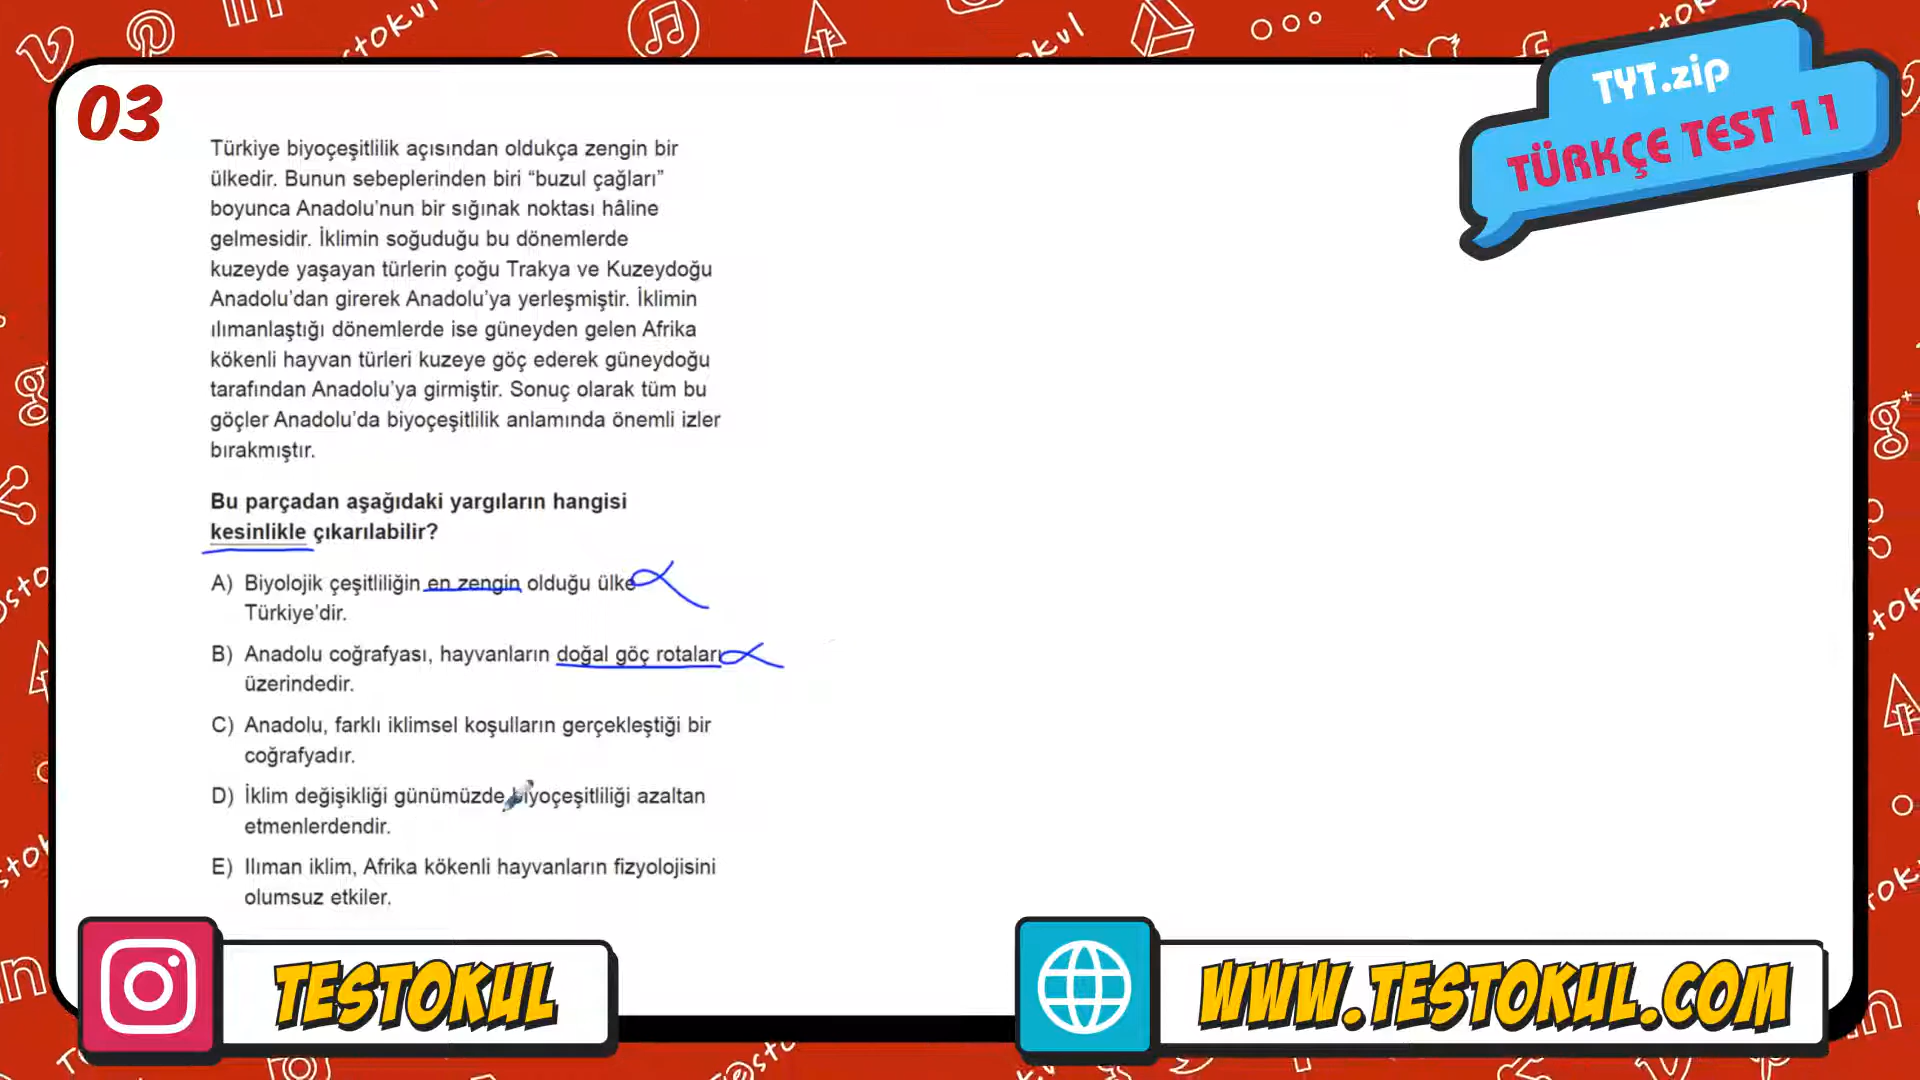 03
TYT.zip
TÜRKÇE TEST 11
Türkiye biyoçeşitlilik açısından oldukça zengin bir
ülkedir. Bunun sebeplerinden biri “buzul çağları”
boyunca Anadolu’nun bir sığınak noktası hâline
gelmesidir. İklimin soğuduğu bu dönemlerde
kuzeyde yaşayan türlerin çoğu Trakya ve Kuzeydoğu
Anadolu’dan girerek Anadolu’ya yerleşmiştir. İklimin
ılımanlaştığı dönemlerde ise güneyden gelen Afrika
kökenli hayvan türleri kuzeye göç ederek güneydoğu
tarafından Anadolu’ya girmiştir. Sonuç olarak tüm bu
göçler Anadolu’da biyoçeşitlilik anlamında önemli izler
bırakmıştır.
Bu parçadan aşağıdaki yargıların hangisi
kesinlikle çıkarılabilir?
A) Biyolojik çeşitliliğin en zengin olduğu ülke
Türkiye’dir.
B) Anadolu coğrafyası, hayvanların doğal göç rotaları
üzerindedir.
C) Anadolu, farklı iklimsel koşulların gerçekleştiği bir
coğrafyadır.
D) İklim değişikliği günümüzde biyoçeşitliliği azaltan
etmenlerdendir.
E) Ilıman iklim, Afrika kökenli hayvanların fizyolojisini
olumsuz etkiler.
TESTOKUL
WWW.TESTOKUL.COM